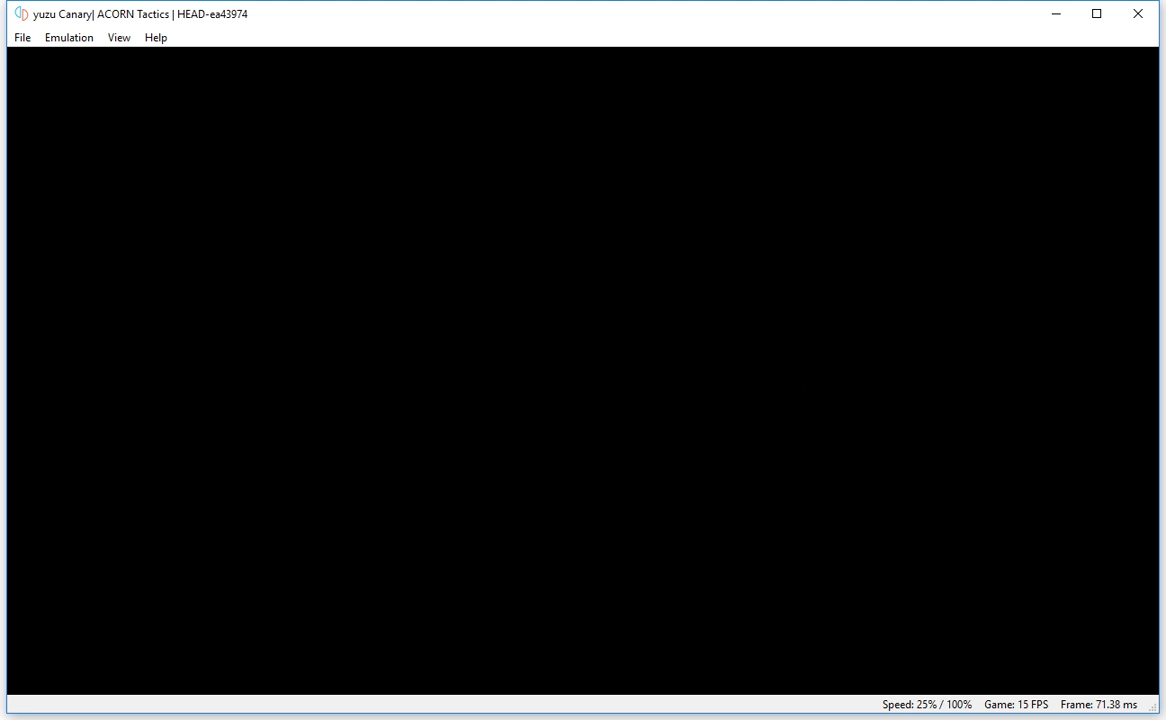 yuzu Canary| ACORN Tactics | HEAD-ea43974
File Emulation View Help
Speed: 25% / 100% Game: 15 FPS Frame: 71.38 ms